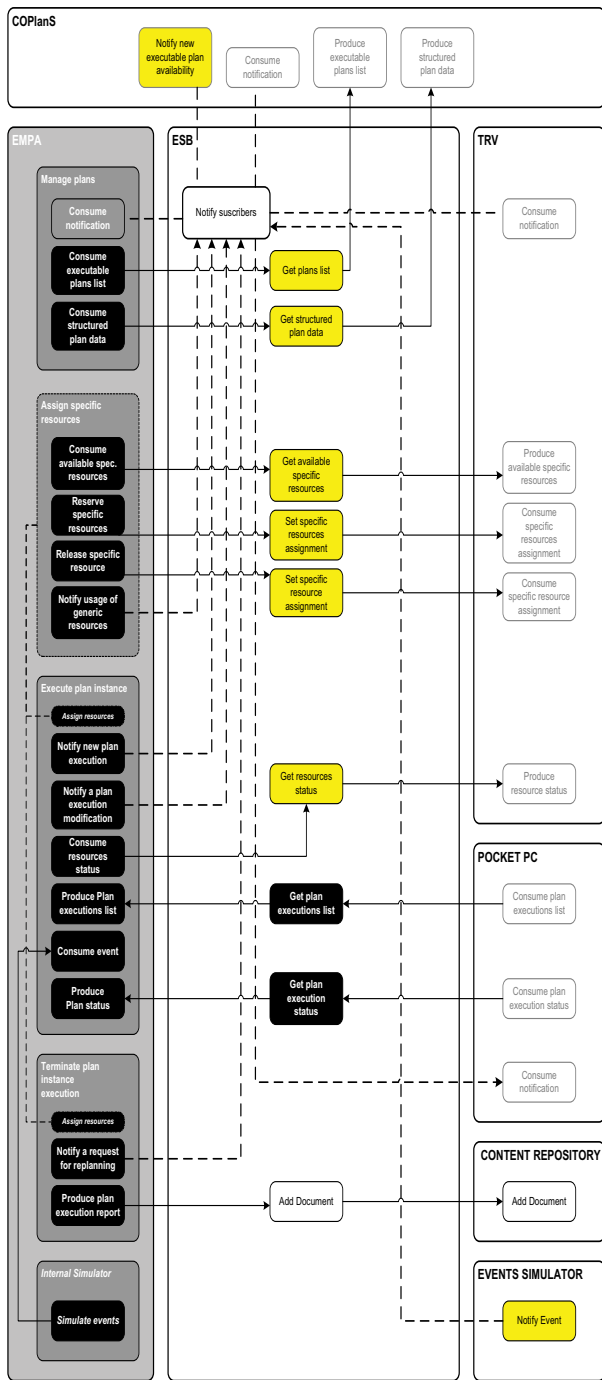 COPlanS
Notify new
executable plan
availability
Consume
notification
Produce
executable
plans list
Produce
structured
plan data
EMPA
Manage plans
Consume
notification
Consume
executable
plans list
Consume
structured
plan data
Assign specific
resources
Consume
available spec.
resources
Reserve
specific
resources
Release specific
resource
Notify usage of
generic
resources
Execute plan instance
Assign resources
Notify new plan
execution
Notify a plan
execution
modification
Consume
resources
status
Produce Plan
executions list
Consume event
Produce
Plan status
Terminate plan
instance
execution
Assign resources
Notify a request
for replanning
Produce plan
execution report
Internal Simulator
Simulate events
ESB
Notify suscribers
Get plans list
Get structured
plan data
Get available
specific
resources
Set specific
resources
assignment
Set specific
resource
assignment
Get resources
status
Get plan
executions list
Get plan
execution
status
Add Document
TRV
Consume
notification
Produce
available specific
resources
Consume
specific
resources
assignment
Consume
specific resource
assignment
Produce
resource status
POCKET PC
Consume plan
executions list
Consume plan
execution status
Consume
notification
CONTENT REPOSITORY
Add Document
EVENTS SIMULATOR
Notify Event